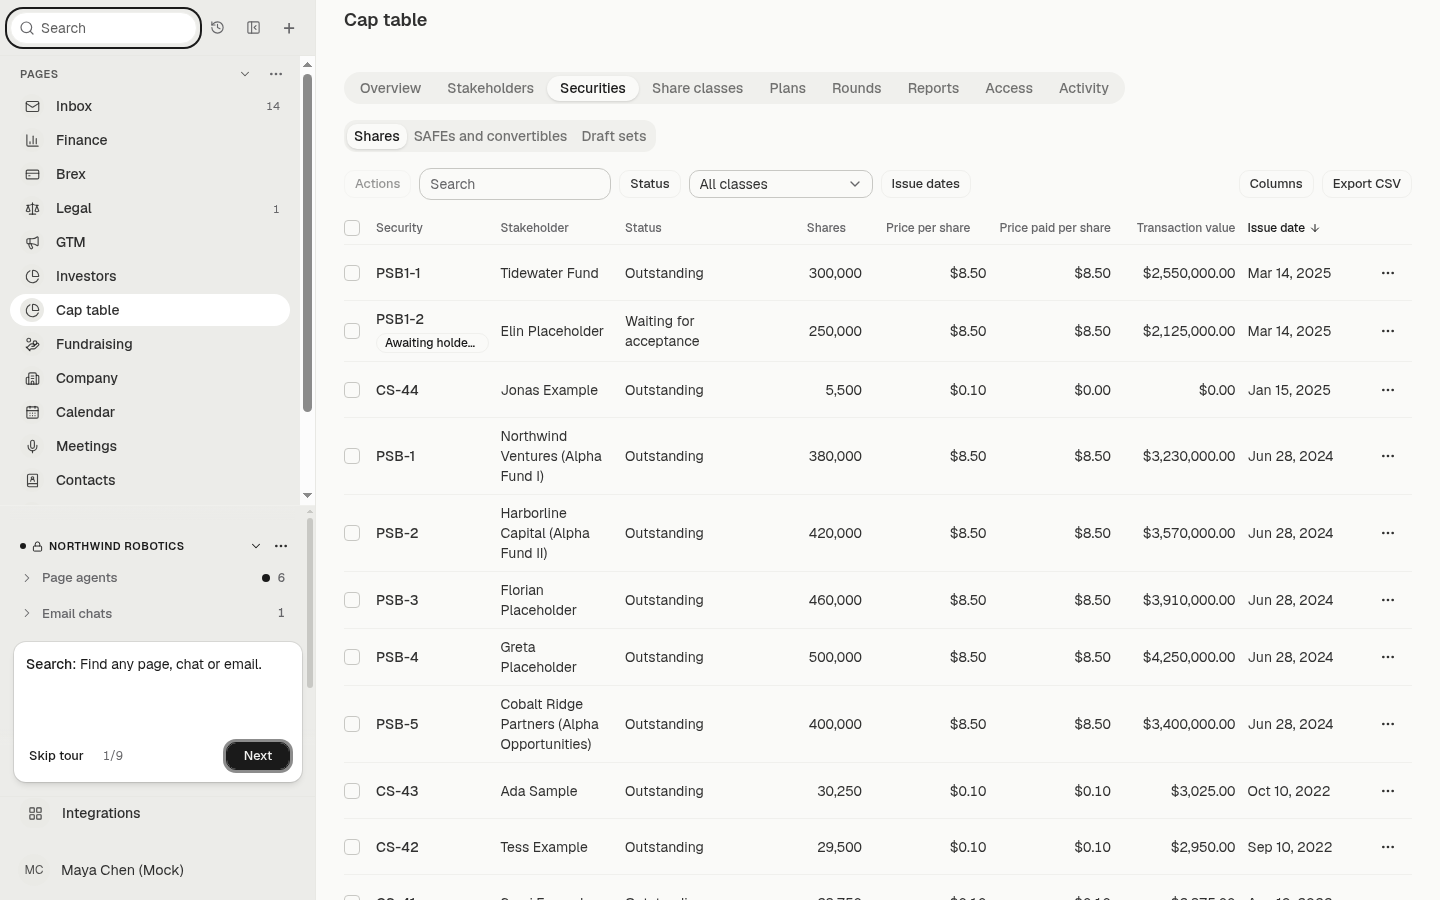 Search
PAGES
Inbox 14
Finance
Brex
Legal 1
GTM
Investors
Cap table
Fundraising
Company
Calendar
Meetings
Contacts
NORTHWIND ROBOTICS
Page agents 6
Email chats 1
Search: Find any page, chat or email.
Skip tour 1/9 Next
Integrations
MC Maya Chen (Mock)
Cap table
Overview Stakeholders Securities Share classes Plans Rounds Reports Access Activity
Shares SAFEs and convertibles Draft sets
Actions Search Status All classes Issue dates Columns Export CSV
Security Stakeholder Status Shares Price per share Price paid per share Transaction value Issue date
PSB1-1 Tidewater Fund Outstanding 300,000 $8.50 $8.50 $2,550,000.00 Mar 14, 2025
PSB1-2
Awaiting holde…
Elin Placeholder
Waiting for
acceptance
250,000 $8.50 $8.50 $2,125,000.00 Mar 14, 2025
CS-44 Jonas Example Outstanding 5,500 $0.10 $0.00 $0.00 Jan 15, 2025
PSB-1
Northwind
Ventures (Alpha
Fund I)
Outstanding 380,000 $8.50 $8.50 $3,230,000.00 Jun 28, 2024
PSB-2
Harborline
Capital (Alpha
Fund II)
Outstanding 420,000 $8.50 $8.50 $3,570,000.00 Jun 28, 2024
PSB-3
Florian
Placeholder
Outstanding 460,000 $8.50 $8.50 $3,910,000.00 Jun 28, 2024
PSB-4
Greta
Placeholder
Outstanding 500,000 $8.50 $8.50 $4,250,000.00 Jun 28, 2024
PSB-5
Cobalt Ridge
Partners (Alpha
Opportunities)
Outstanding 400,000 $8.50 $8.50 $3,400,000.00 Jun 28, 2024
CS-43 Ada Sample Outstanding 30,250 $0.10 $0.10 $3,025.00 Oct 10, 2022
CS-42 Tess Example Outstanding 29,500 $0.10 $0.10 $2,950.00 Sep 10, 2022